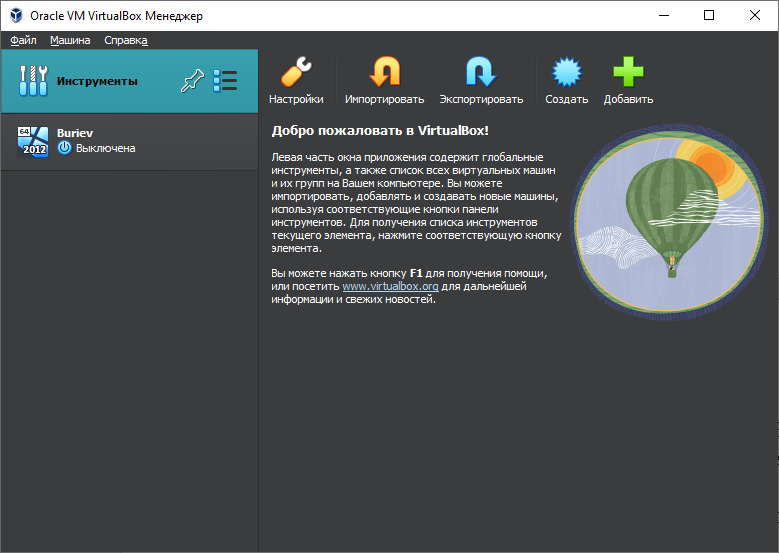 Oracle VM VirtualBox Менеджер
Файл Машина Справка
Инструменты
Настройки Импортировать Экспортировать Создать Добавить
64
2012
Buriev
Выключена
Добро пожаловать в VirtualBox!
Левая часть окна приложения содержит глобальные
инструменты, а также список всех виртуальных машин
и их групп на Вашем компьютере. Вы можете
импортировать, добавлять и создавать новые машины,
используя соответствующие кнопки панели
инструментов. Для получения списка инструментов
текущего элемента, нажмите соответствующую кнопку
элемента.
Вы можете нажать кнопку F1 для получения помощи,
или посетить www.virtualbox.org для дальнейшей
информации и свежих новостей.